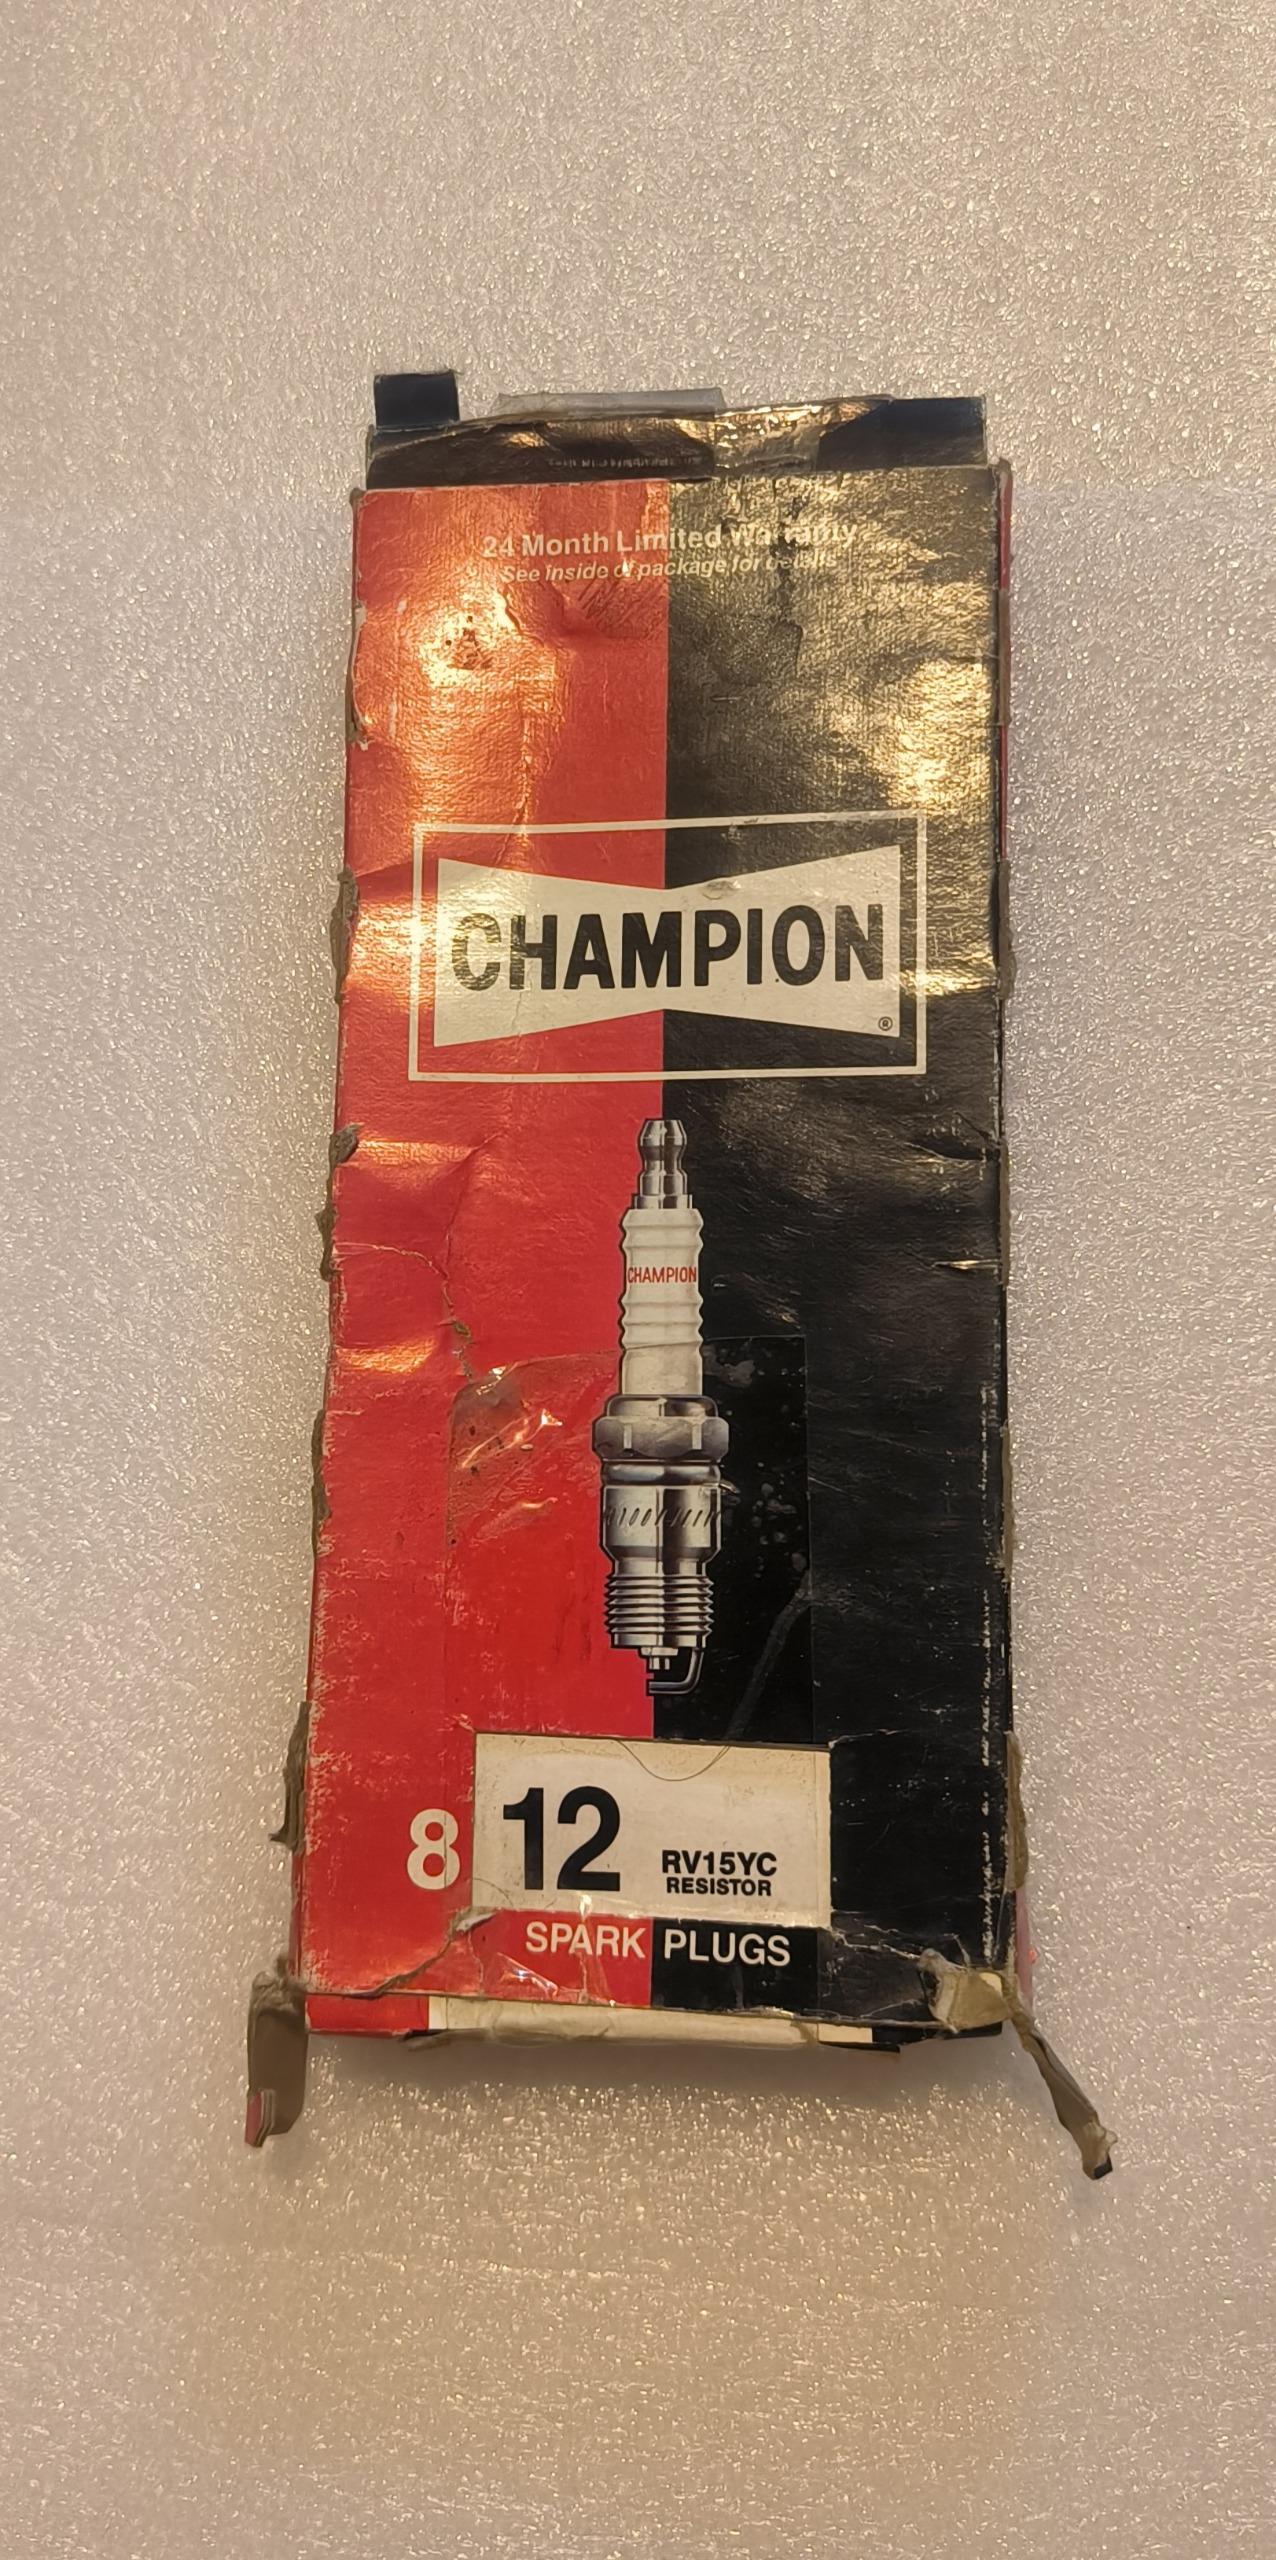 24 Month Limited Warranty
See inside of package for details
CHAMPION
®
CHAMPION
8 12 RV15YC
RESISTOR
SPARK PLUGS